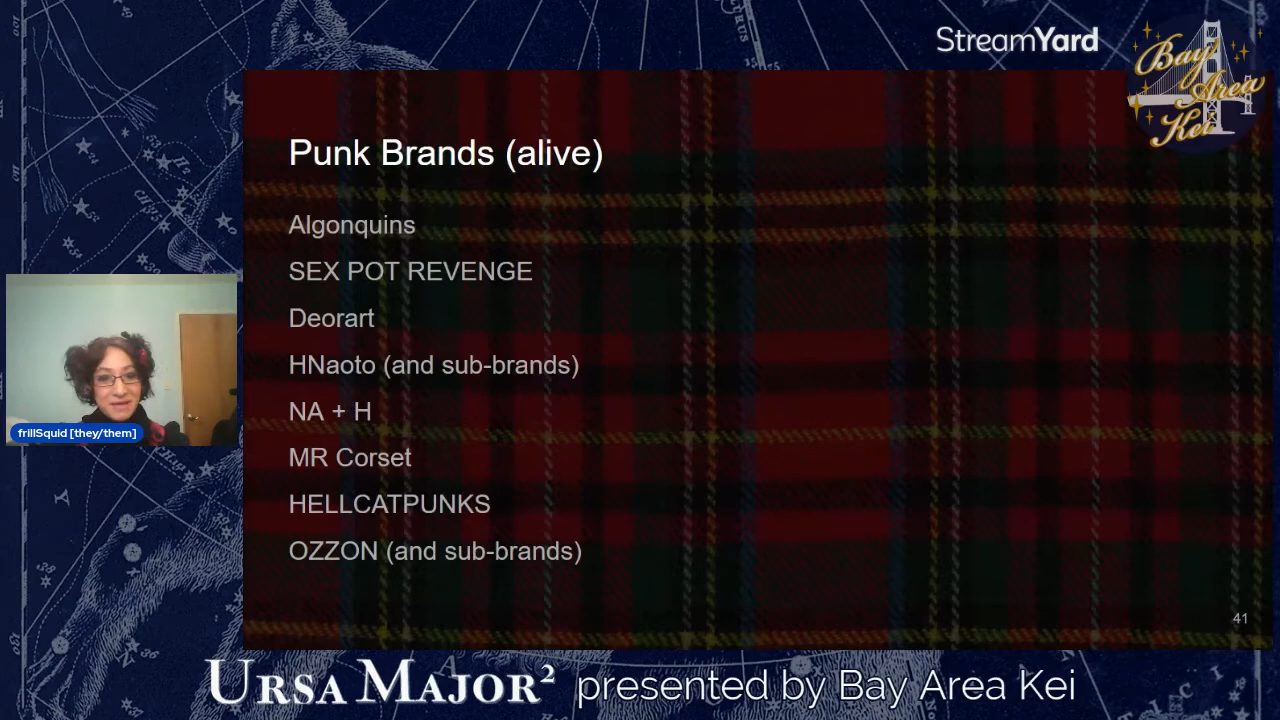 StreamYard
Bay
Area
Kei
Punk Brands (alive)
Algonquins
SEX POT REVENGE
Deorart
HNaoto (and sub-brands)
NA + H
MR Corset
HELLCATPUNKS
OZZON (and sub-brands)
41
frillSquid [they/them]
URSA MAJOR² presented by Bay Area Kei